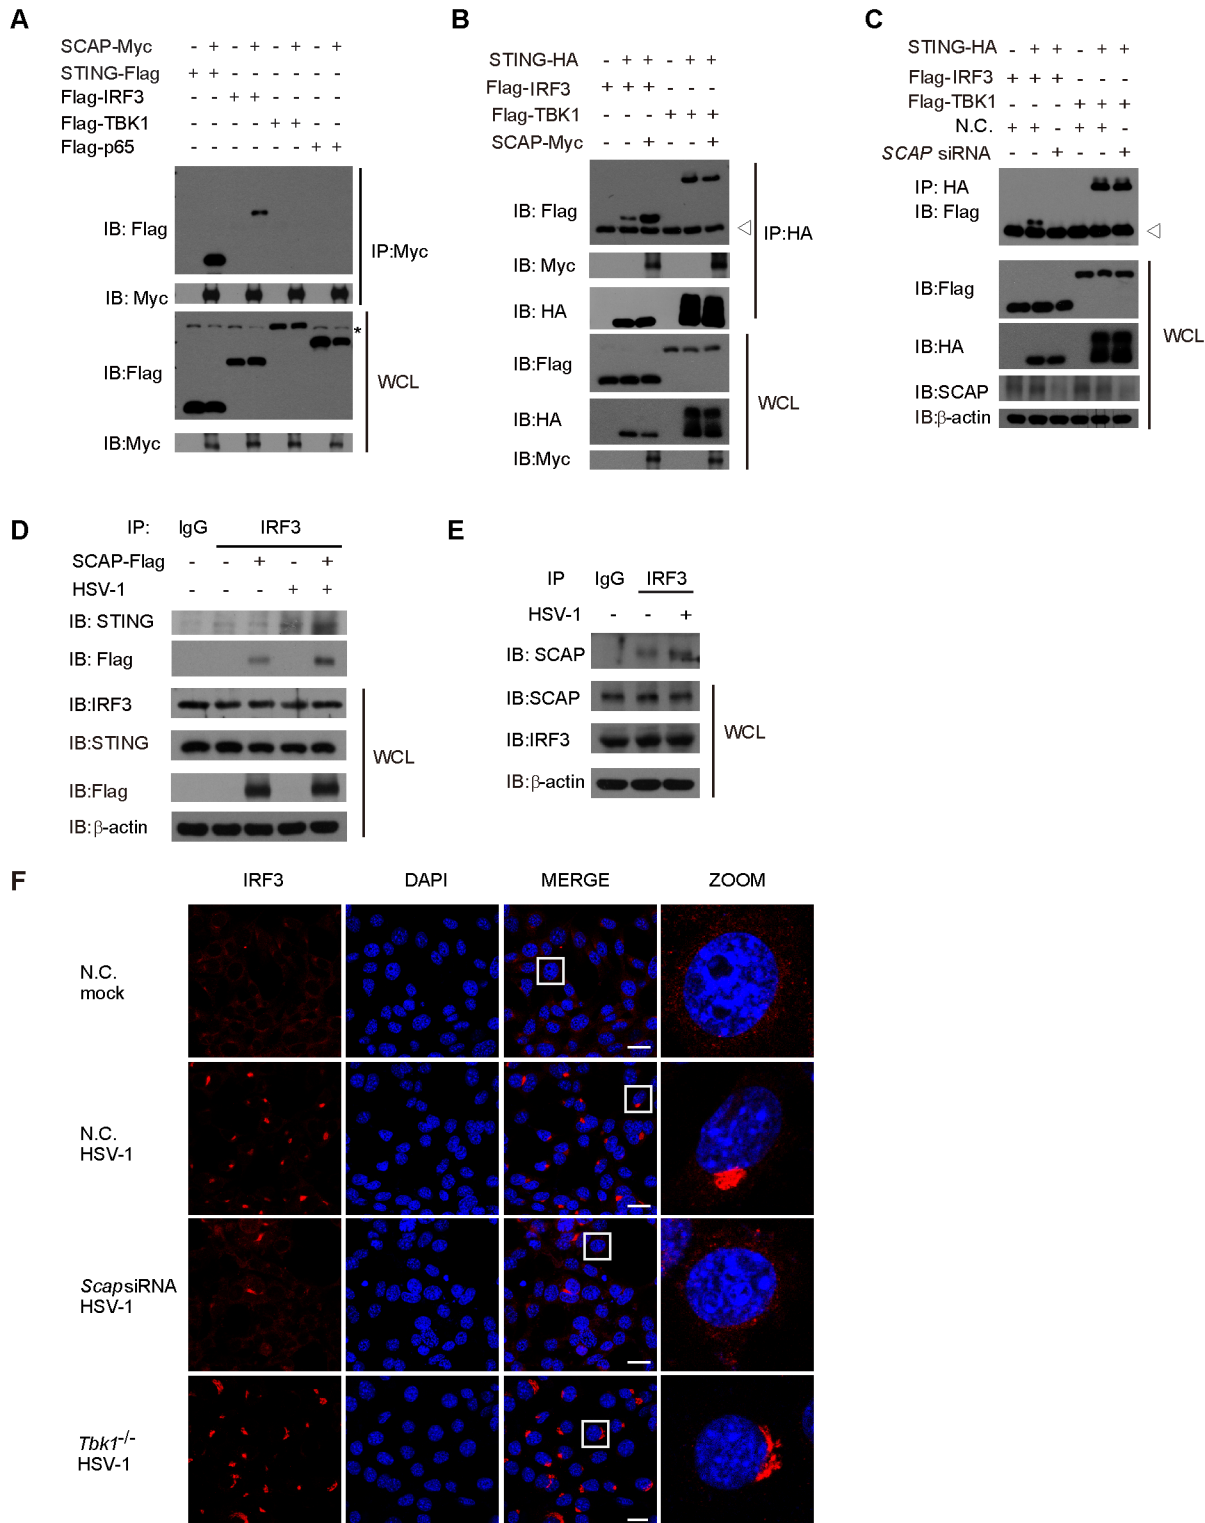 A
SCAP-Myc - + - + - + - +
STING-Flag + + - - - - - -
Flag-IRF3 - - + + - - - -
Flag-TBK1 - - - - + + - -
Flag-p65 - - - - - - + +
IB: Flag
IP:Myc
IB: Myc
*
IB:Flag
WCL
IB:Myc
B
STING-HA - + + - + +
Flag-IRF3 + + + - - -
Flag-TBK1 - - - + + +
SCAP-Myc - - + - - +
IB: Flag
IP:HA
IB: Myc
IB: HA
IB:Flag
IB:HA
WCL
IB:Myc
C
STING-HA - + + - + +
Flag-IRF3 + + + - - -
Flag-TBK1 - - - + + +
N.C. + + - + + -
SCAP siRNA - - + - - +
IP: HA
IB: Flag
IB:Flag
IB:HA
WCL
IB:SCAP
IB:β-actin
D
IP: IgG IRF3
SCAP-Flag - - + - +
HSV-1 - - - + +
IB: STING
IB: Flag
IB:IRF3
IB:STING
WCL
IB:Flag
IB:β-actin
E
IP IgG IRF3
HSV-1 - - +
IB: SCAP
IB:SCAP
IB:IRF3
WCL
IB:β-actin
F
IRF3 DAPI MERGE ZOOM
N.C.
mock
N.C.
HSV-1
ScapsiRNA
HSV-1
Tbk1-/-
HSV-1